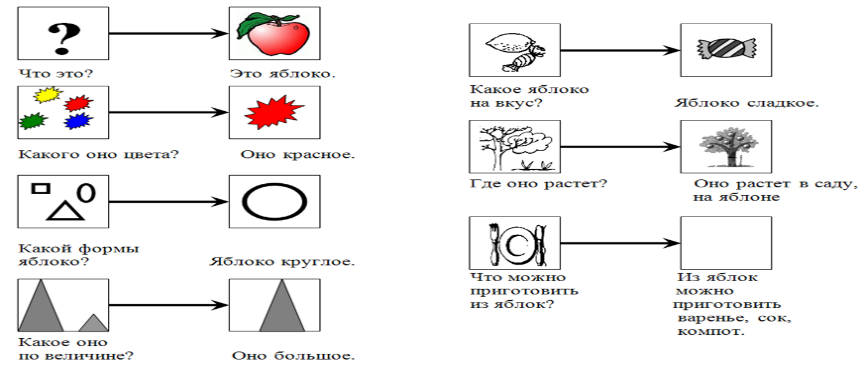 Что это?
Это яблоко.
Какого оно цвета?
Оно красное.
Какой формы
яблоко?
Яблоко круглое.
Какое оно
по величине?
Оно большое.
Какое яблоко
на вкус?
Яблоко сладкое.
Где оно растет?
Оно растет в саду,
на яблоне
Что можно
приготовить
из яблок?
Из яблок
можно
приготовить
варенье, сок,
компот.